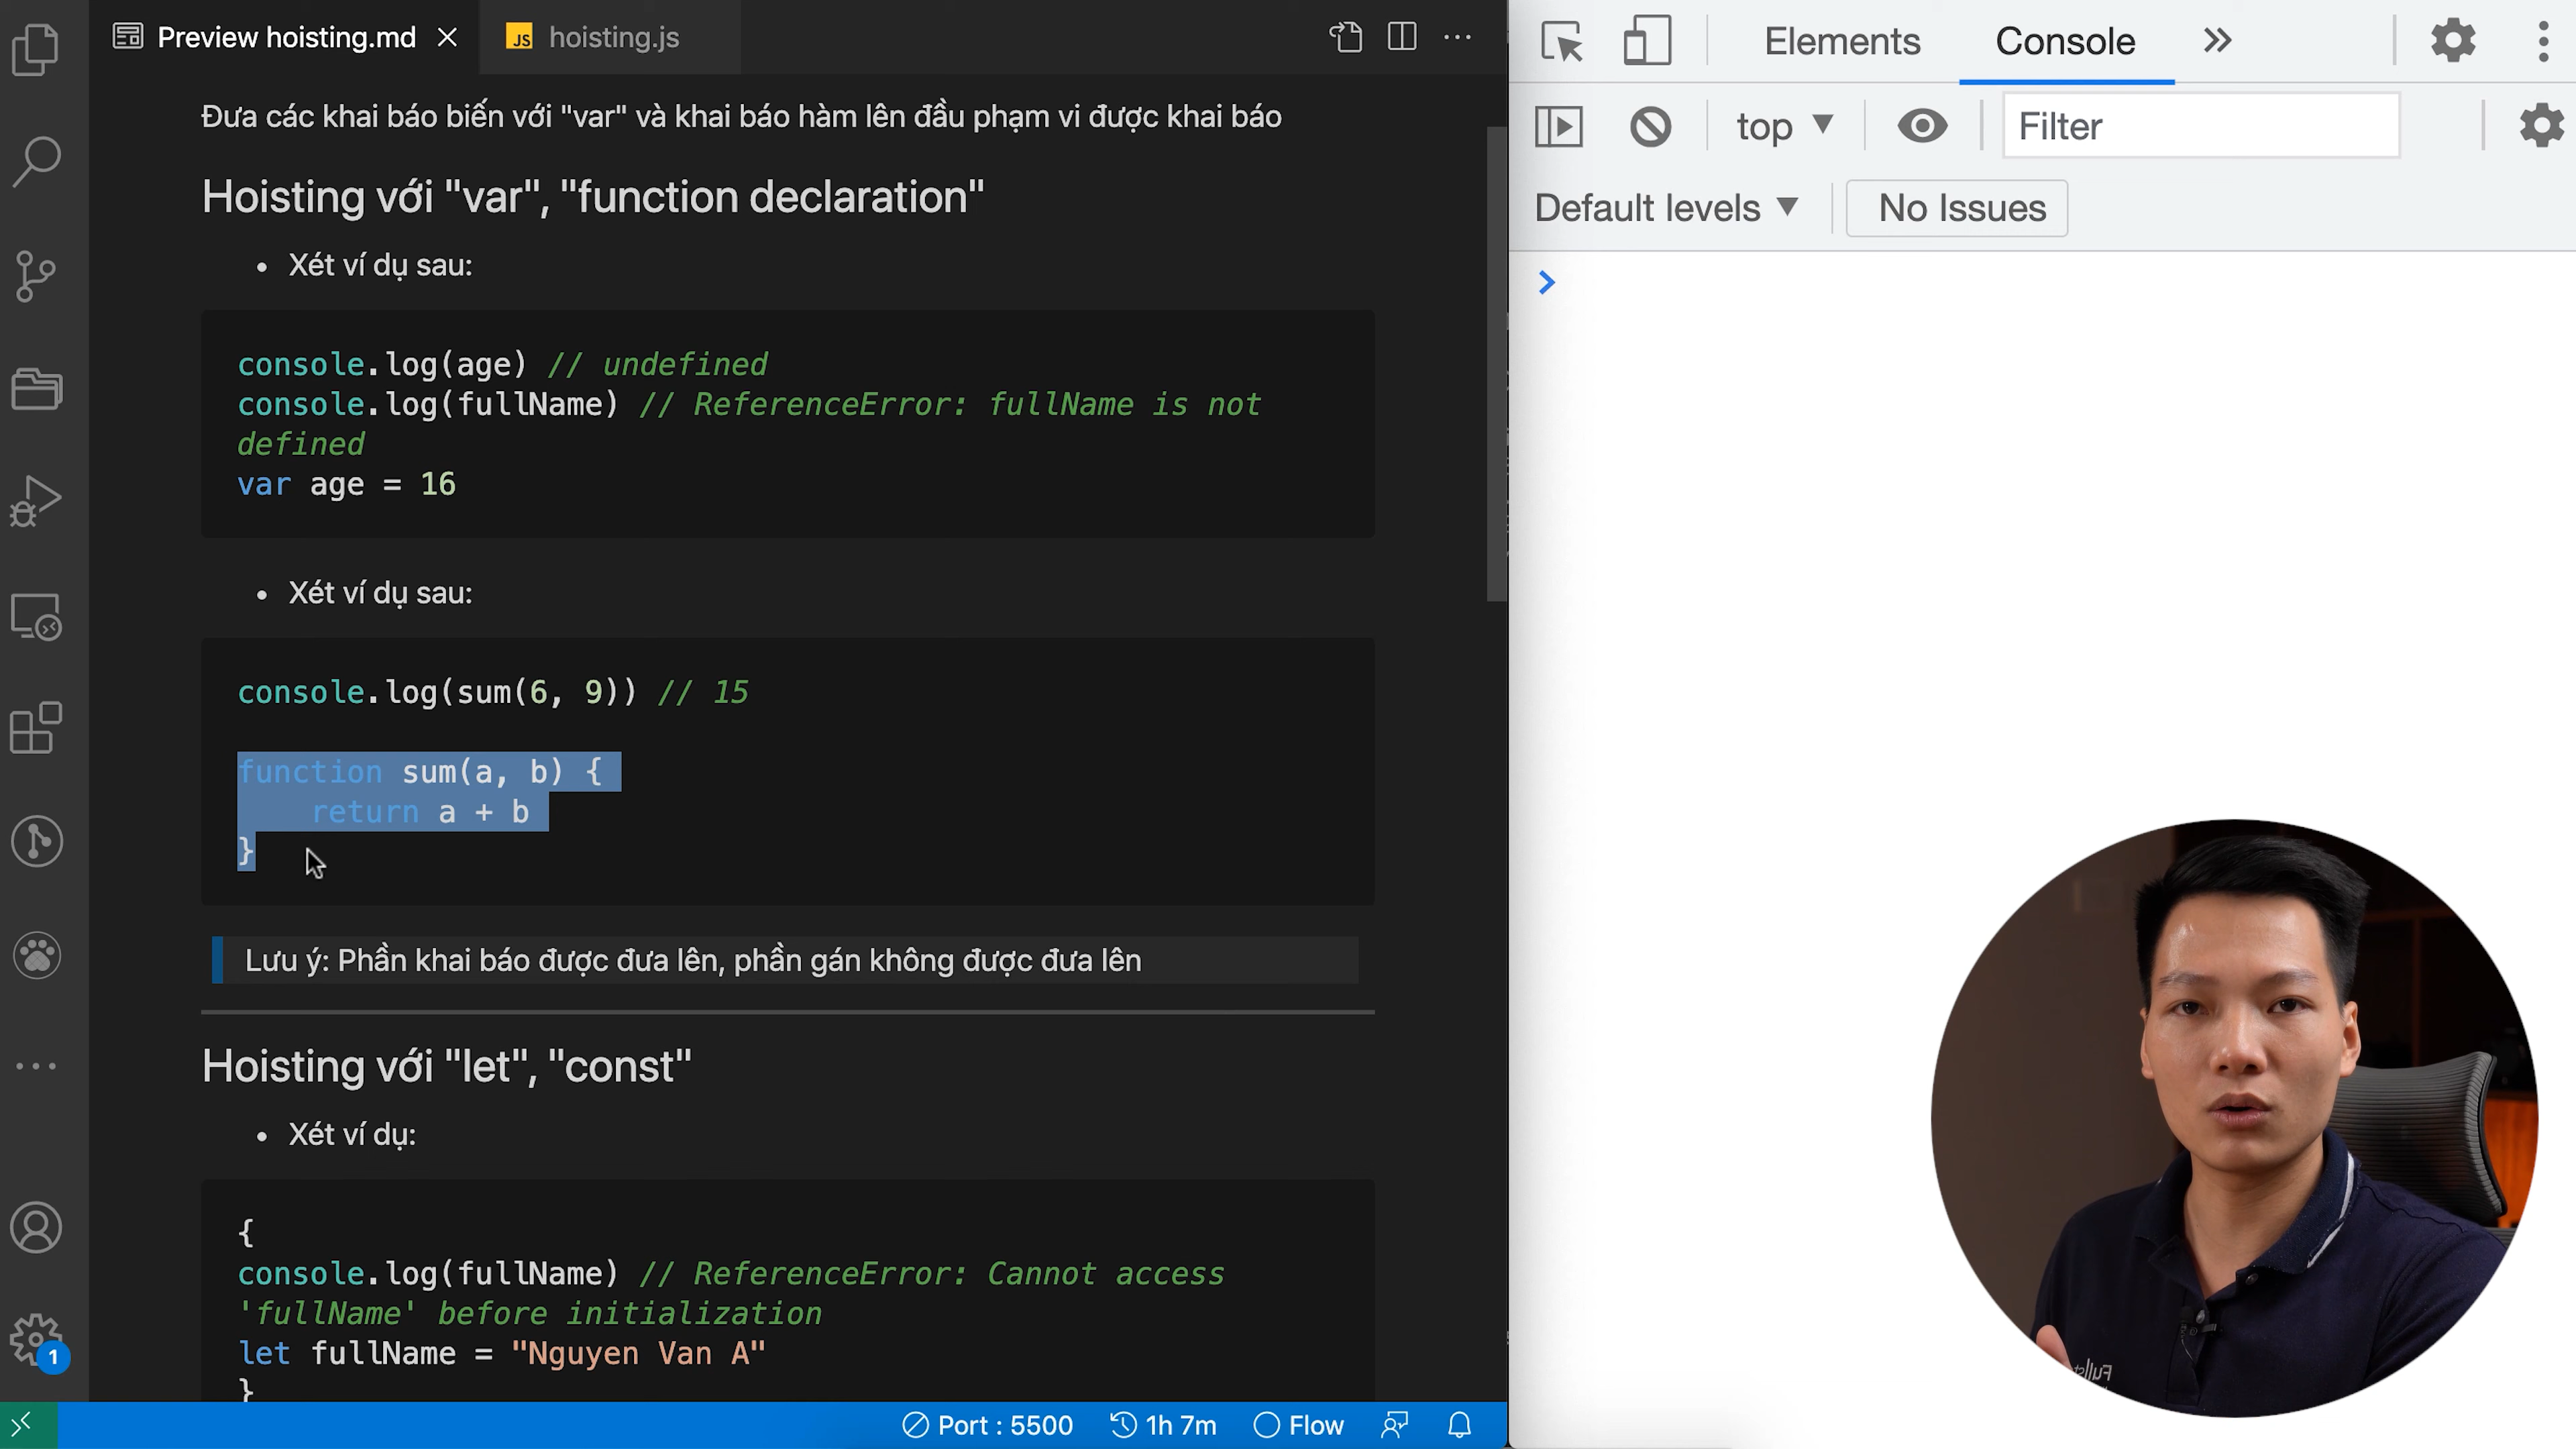 Preview hoisting.md
JS hoisting.js
Elements
Console
top
Filter
Default levels
No Issues
Đưa các khai báo biến với "var" và khai báo hàm lên đầu phạm vi được khai báo
Hoisting với "var", "function declaration"
• Xét ví dụ sau:
console.log(age) // undefined
console.log(fullName) // ReferenceError: fullName is not
defined
var age = 16
• Xét ví dụ sau:
console.log(sum(6, 9)) // 15
function sum(a, b) {
return a + b
}
Lưu ý: Phần khai báo được đưa lên, phần gán không được đưa lên
Hoisting với "let", "const"
• Xét ví dụ:
{
console.log(fullName) // ReferenceError: Cannot access
'fullName' before initialization
let fullName = "Nguyen Van A"
}
1
Port : 5500
1h 7m
Flow